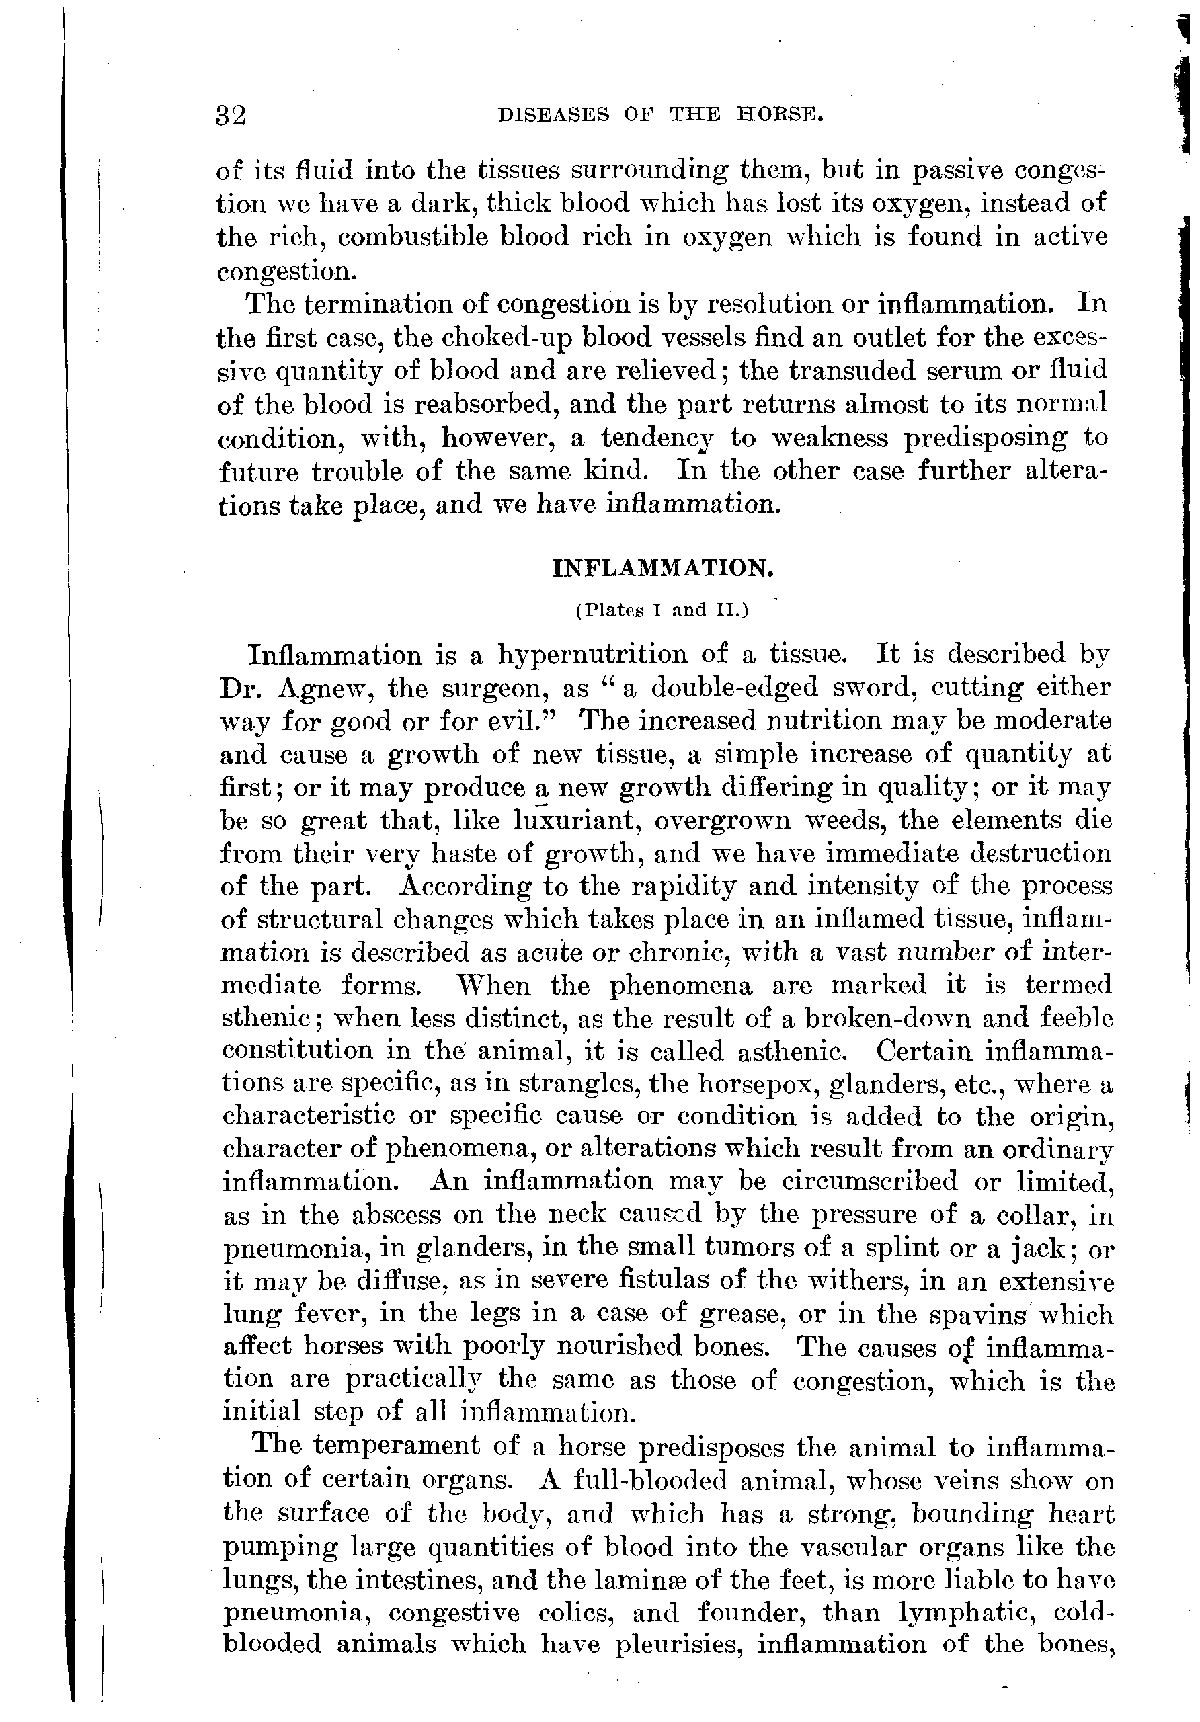 32 DISEASES OF THE HORSE.
of its fluid into the tissues surrounding them, but in passive conges-
tion we have a dark, thick blood which has lost its oxygen, instead of
the rich, combustible blood rich in oxygen which is found in active
congestion.
The termination of congestion is by resolution or inflammation. In
the first case, the choked-up blood vessels find an outlet for the exces-
sive quantity of blood and are relieved; the transuded serum or fluid
of the blood is reabsorbed, and the part returns almost to its normal
condition, with, however, a tendency to weakness predisposing to
future trouble of the same kind. In the other case further altera-
tions take place, and we have inflammation.
INFLAMMATION.
(Plates I and II.)
Inflammation is a hypernutrition of a tissue. It is described by
Dr. Agnew, the surgeon, as “a double-edged sword, cutting either
way for good or for evil.” The increased nutrition may be moderate
and cause a growth of new tissue, a simple increase of quantity at
first; or it may produce a new growth differing in quality; or it may
be so great that, like luxuriant, overgrown weeds, the elements die
from their very haste of growth, and we have immediate destruction
of the part. According to the rapidity and intensity of the process
of structural changes which takes place in an inflamed tissue, inflam-
mation is described as acute or chronic, with a vast number of inter-
mediate forms. When the phenomena are marked it is termed
sthenic; when less distinct, as the result of a broken-down and feeble
constitution in the animal, it is called asthenic. Certain inflamma-
tions are specific, as in strangles, the horsepox, glanders, etc., where a
characteristic or specific cause or condition is added to the origin,
character of phenomena, or alterations which result from an ordinary
inflammation. An inflammation may be circumscribed or limited,
as in the abscess on the neck caused by the pressure of a collar, in
pneumonia, in glanders, in the small tumors of a splint or a jack; or
it may be diffuse, as in severe fistulas of the withers, in an extensive
lung fever, in the legs in a case of grease, or in the spavins which
affect horses with poorly nourished bones. The causes of inflamma-
tion are practically the same as those of congestion, which is the
initial step of all inflammation.
The temperament of a horse predisposes the animal to inflamma-
tion of certain organs. A full-blooded animal, whose veins show on
the surface of the body, and which has a strong, bounding heart
pumping large quantities of blood into the vascular organs like the
lungs, the intestines, and the laminæ of the feet, is more liable to have
pneumonia, congestive colics, and founder, than lymphatic, cold-
blooded animals which have pleurisies, inflammation of the bones,